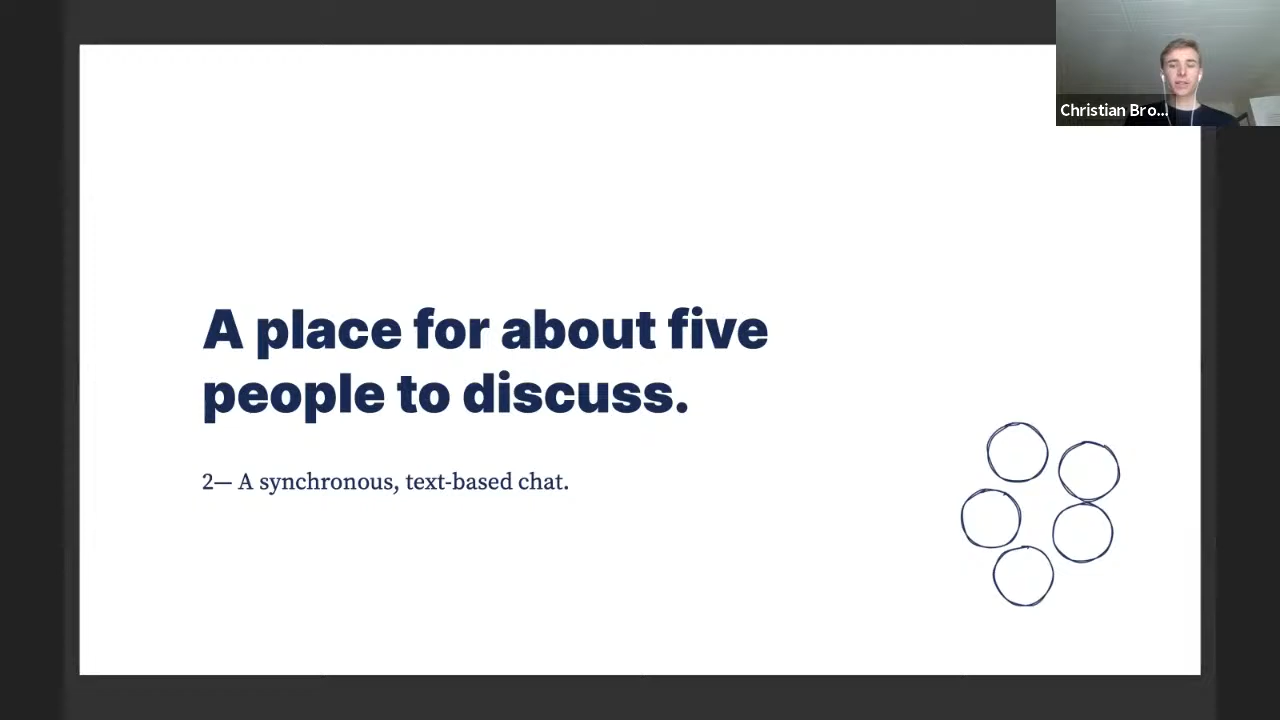 Christian Bro...
A place for about five
people to discuss.
2— A synchronous, text-based chat.